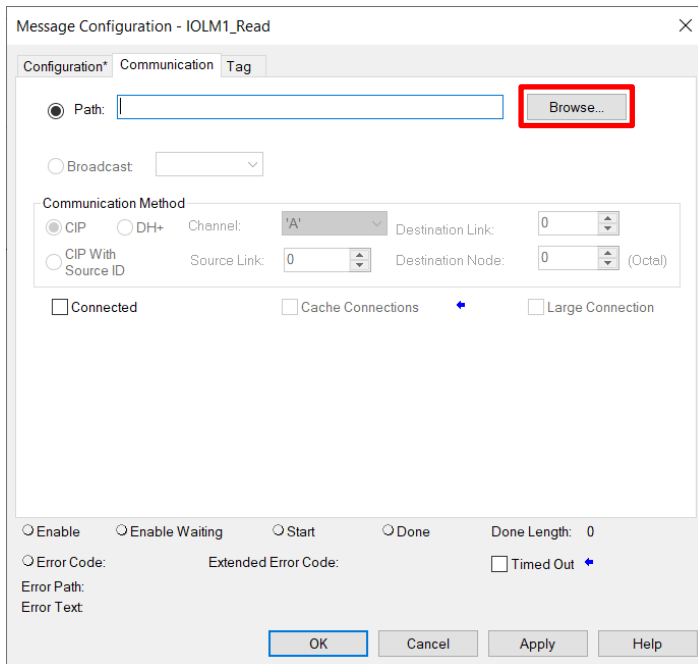 Message Configuration - IOLM1_Read
Configuration* Communication Tag
Path: Browse...
Broadcast:
Communication Method
CIP DH+ Channel: 'A' Destination Link: 0
CIP With
Source ID Source Link: 0 Destination Node: 0 (Octal)
Connected Cache Connections Large Connection
Enable Enable Waiting Start Done Done Length: 0
Error Code: Extended Error Code: Timed Out
Error Path:
Error Text:
OK Cancel Apply Help